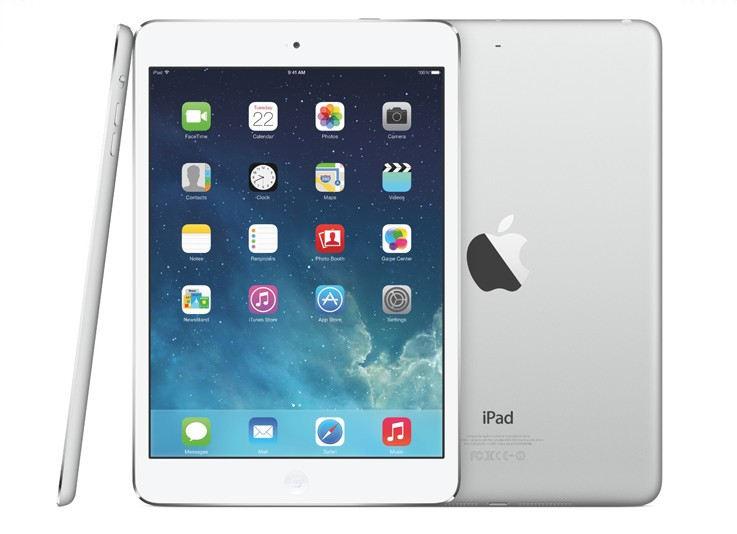 iPad 9:41 AM 100%
Tuesday
22
FaceTime Calendar Photos Camera
Contacts Clock Maps Videos
Notes Reminders Photo Booth Game Center
Newsstand iTunes Store App Store Settings
Messages Mail Safari Music
iPad